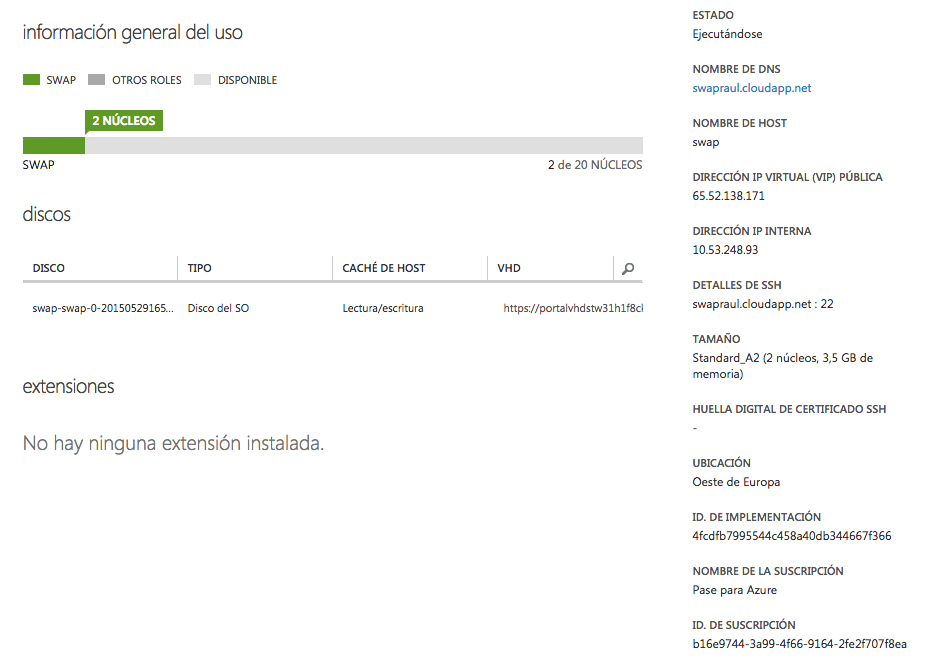 información general del uso
SWAP OTROS ROLES DISPONIBLE
2 NÚCLEOS
SWAP 2 de 20 NÚCLEOS
discos
DISCO TIPO CACHÉ DE HOST VHD
swap-swap-0-20150529165... Disco del SO Lectura/escritura https://portalvhdstw31h1f8cl
extensiones
No hay ninguna extensión instalada.
ESTADO
Ejecutándose
NOMBRE DE DNS
swapraul.cloudapp.net
NOMBRE DE HOST
swap
DIRECCIÓN IP VIRTUAL (VIP) PÚBLICA
65.52.138.171
DIRECCIÓN IP INTERNA
10.53.248.93
DETALLES DE SSH
swapraul.cloudapp.net : 22
TAMAÑO
Standard_A2 (2 núcleos, 3,5 GB de
memoria)
HUELLA DIGITAL DE CERTIFICADO SSH
-
UBICACIÓN
Oeste de Europa
ID. DE IMPLEMENTACIÓN
4fcdfb7995544c458a40db344667f366
NOMBRE DE LA SUSCRIPCIÓN
Pase para Azure
ID. DE SUSCRIPCIÓN
b16e9744-3a99-4f66-9164-2fe2f707f8ea